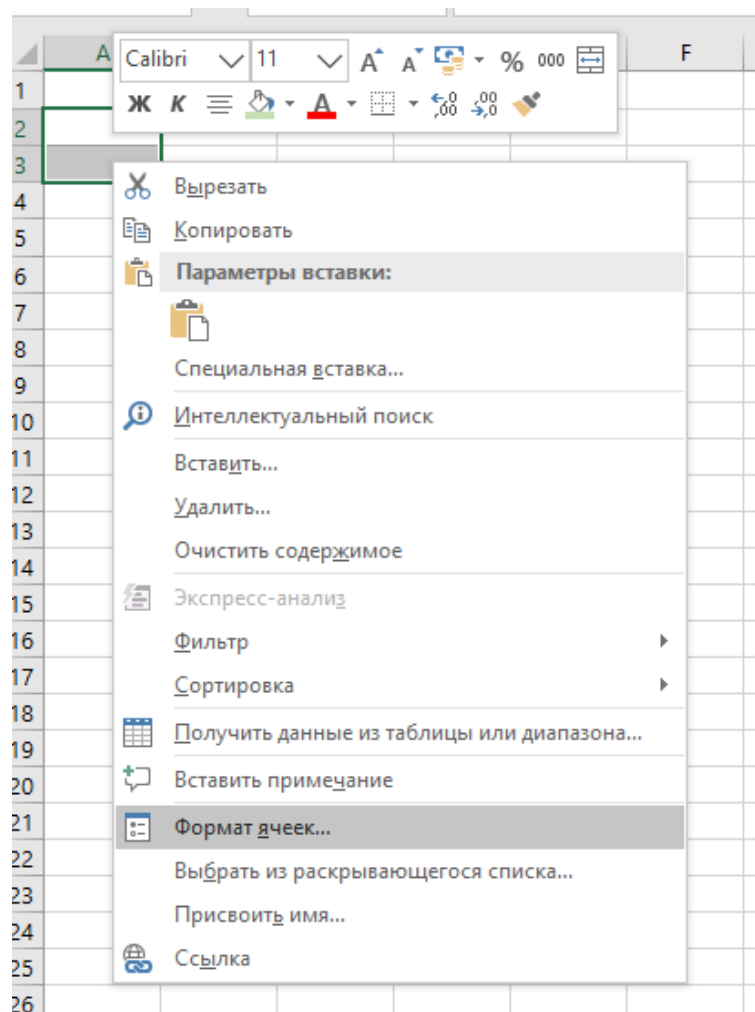 A F
Calibri 11 A A % 000
Ж К A ,00 ,00 ,0
1
2
3
Вырезать
4
Копировать
5
6 Параметры вставки:
7
8
Специальная вставка...
9
10 Интеллектуальный поиск
11
Вставить...
12
Удалить...
13
Очистить содержимое
14
15 Экспресс-анализ
16 Фильтр
17 Сортировка
18
Получить данные из таблицы или диапазона...
19
20 Вставить примечание
21 Формат ячеек...
22
Выбрать из раскрывающегося списка...
23
Присвоить имя...
24
25 Ссылка
26